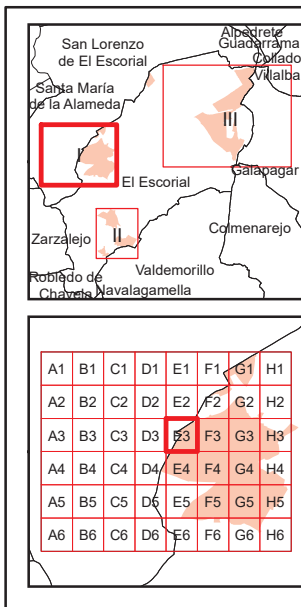 Alpedrete
San Lorenzo
de El Escorial
Guadarrama
Collado
Villalba
Santa María
de la Alameda
III
I
El Escorial
Galapagar
II
Colmenarejo
Zarzalejo
Valdemorillo
Robledo de
Chavela
Navalagamella
A1 B1 C1 D1 E1 F1 G1 H1
A2 B2 C2 D2 E2 F2 G2 H2
A3 B3 C3 D3 E3 F3 G3 H3
A4 B4 C4 D4 E4 F4 G4 H4
A5 B5 C5 D5 E5 F5 G5 H5
A6 B6 C6 D6 E6 F6 G6 H6